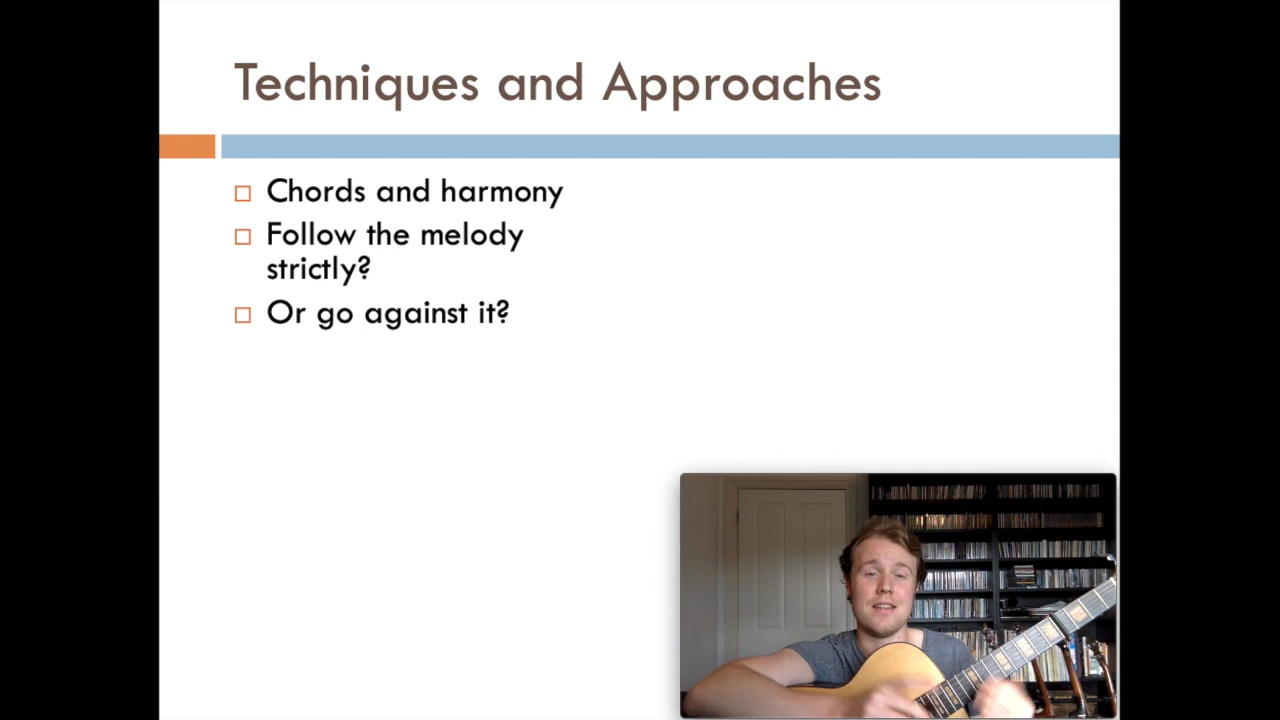 Techniques and Approaches
Chords and harmony
Follow the melody
strictly?
Or go against it?